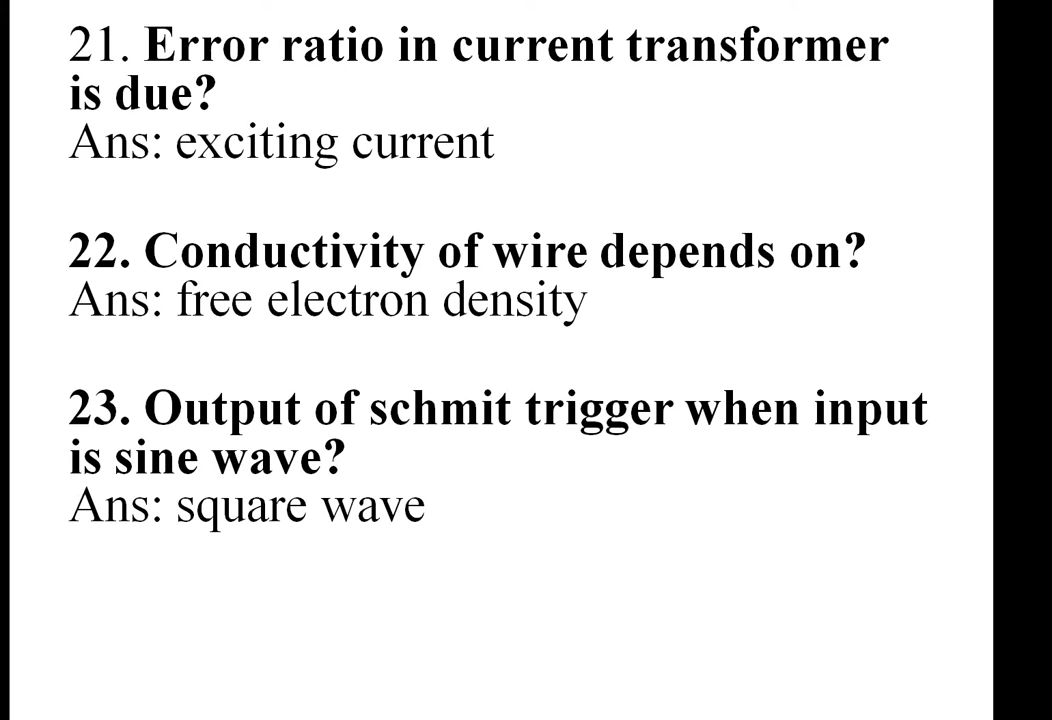 21. Error ratio in current transformer
is due?
Ans: exciting current
22. Conductivity of wire depends on?
Ans: free electron density
23. Output of schmit trigger when input
is sine wave?
Ans: square wave